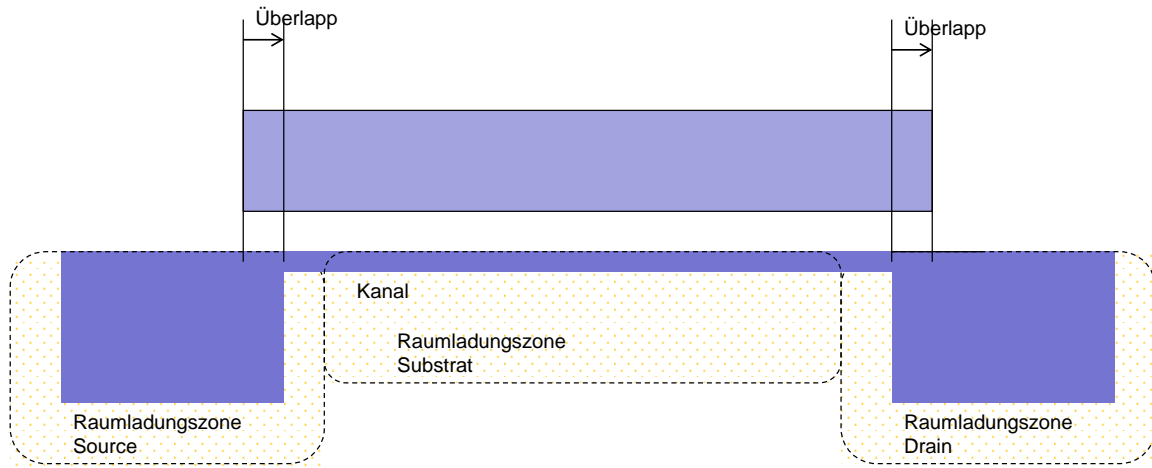 Überlapp
Überlapp
Kanal
Raumladungszone
Substrat
Raumladungszone
Source
Raumladungszone
Drain